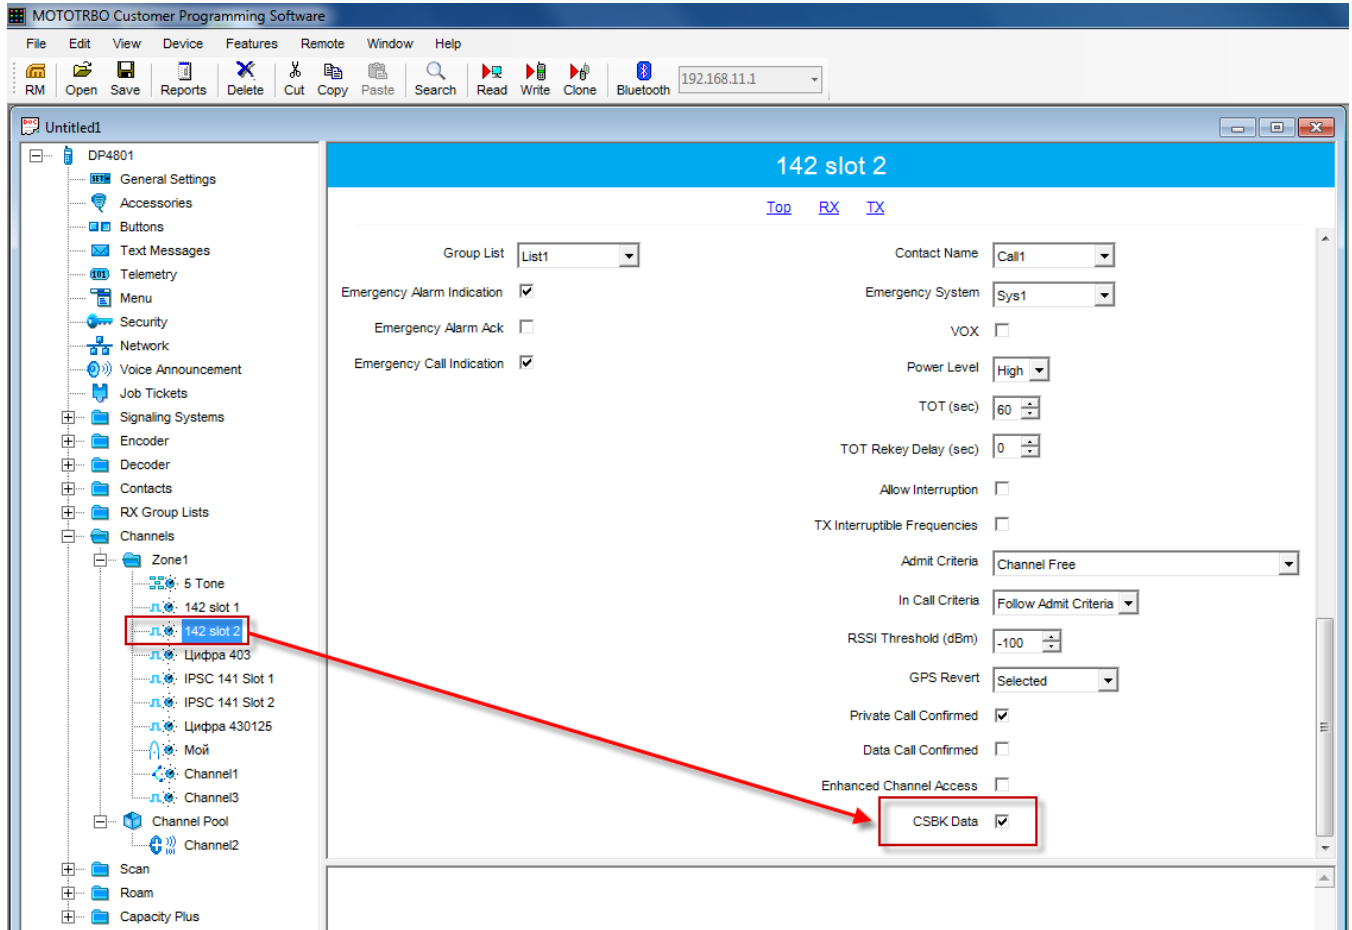 MOTOTRBO Customer Programming Software
File Edit View Device Features Remote Window Help
RM Open Save Reports Delete Cut Copy Paste Search Read Write Clone Bluetooth 192.168.11.1
Untitled1
DP4801
General Settings
Accessories
Buttons
Text Messages
Telemetry
Menu
Security
Network
Voice Announcement
Job Tickets
Signaling Systems
Encoder
Decoder
Contacts
RX Group Lists
Channels
Zone1
5 Tone
142 slot 1
142 slot 2
Цифра 403
IPSC 141 Slot 1
IPSC 141 Slot 2
Цифра 430125
Мой
Channel1
Channel3
Channel Pool
Channel2
Scan
Roam
Capacity Plus
142 slot 2
Top RX TX
Group List List1
Emergency Alarm Indication
Emergency Alarm Ack
Emergency Call Indication
Contact Name Call1
Emergency System Sys1
VOX
Power Level High
TOT (sec) 60
TOT Rekey Delay (sec) 0
Allow Interruption
TX Interruptible Frequencies
Admit Criteria Channel Free
In Call Criteria Follow Admit Criteria
RSSI Threshold (dBm) -100
GPS Revert Selected
Private Call Confirmed
Data Call Confirmed
Enhanced Channel Access
CSBK Data